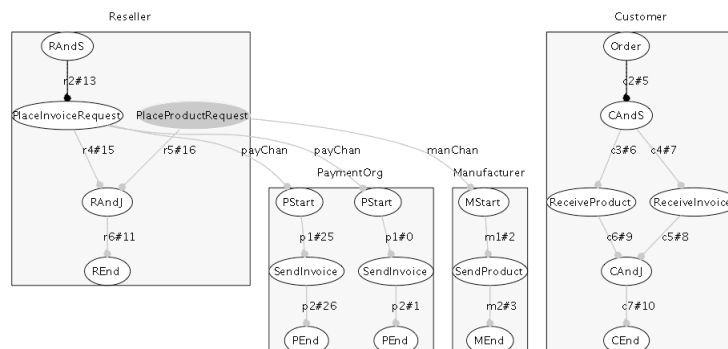 Reseller
Customer
RAndS
Order
r2#13
c2#5
PlaceInvoiceRequest
PlaceProductRequest
CAndS
r4#15
r5#16
payChan
payChan
manChan
c3#6
c4#7
PaymentOrg
Manufacturer
RAndJ
PStart
PStart
MStart
ReceiveProduct
ReceiveInvoice
r6#11
p1#25
p1#0
m1#2
c6#9
c5#8
REnd
SendInvoice
SendInvoice
SendProduct
CAndJ
p2#26
p2#1
m2#3
c7#10
PEnd
PEnd
MEnd
CEnd